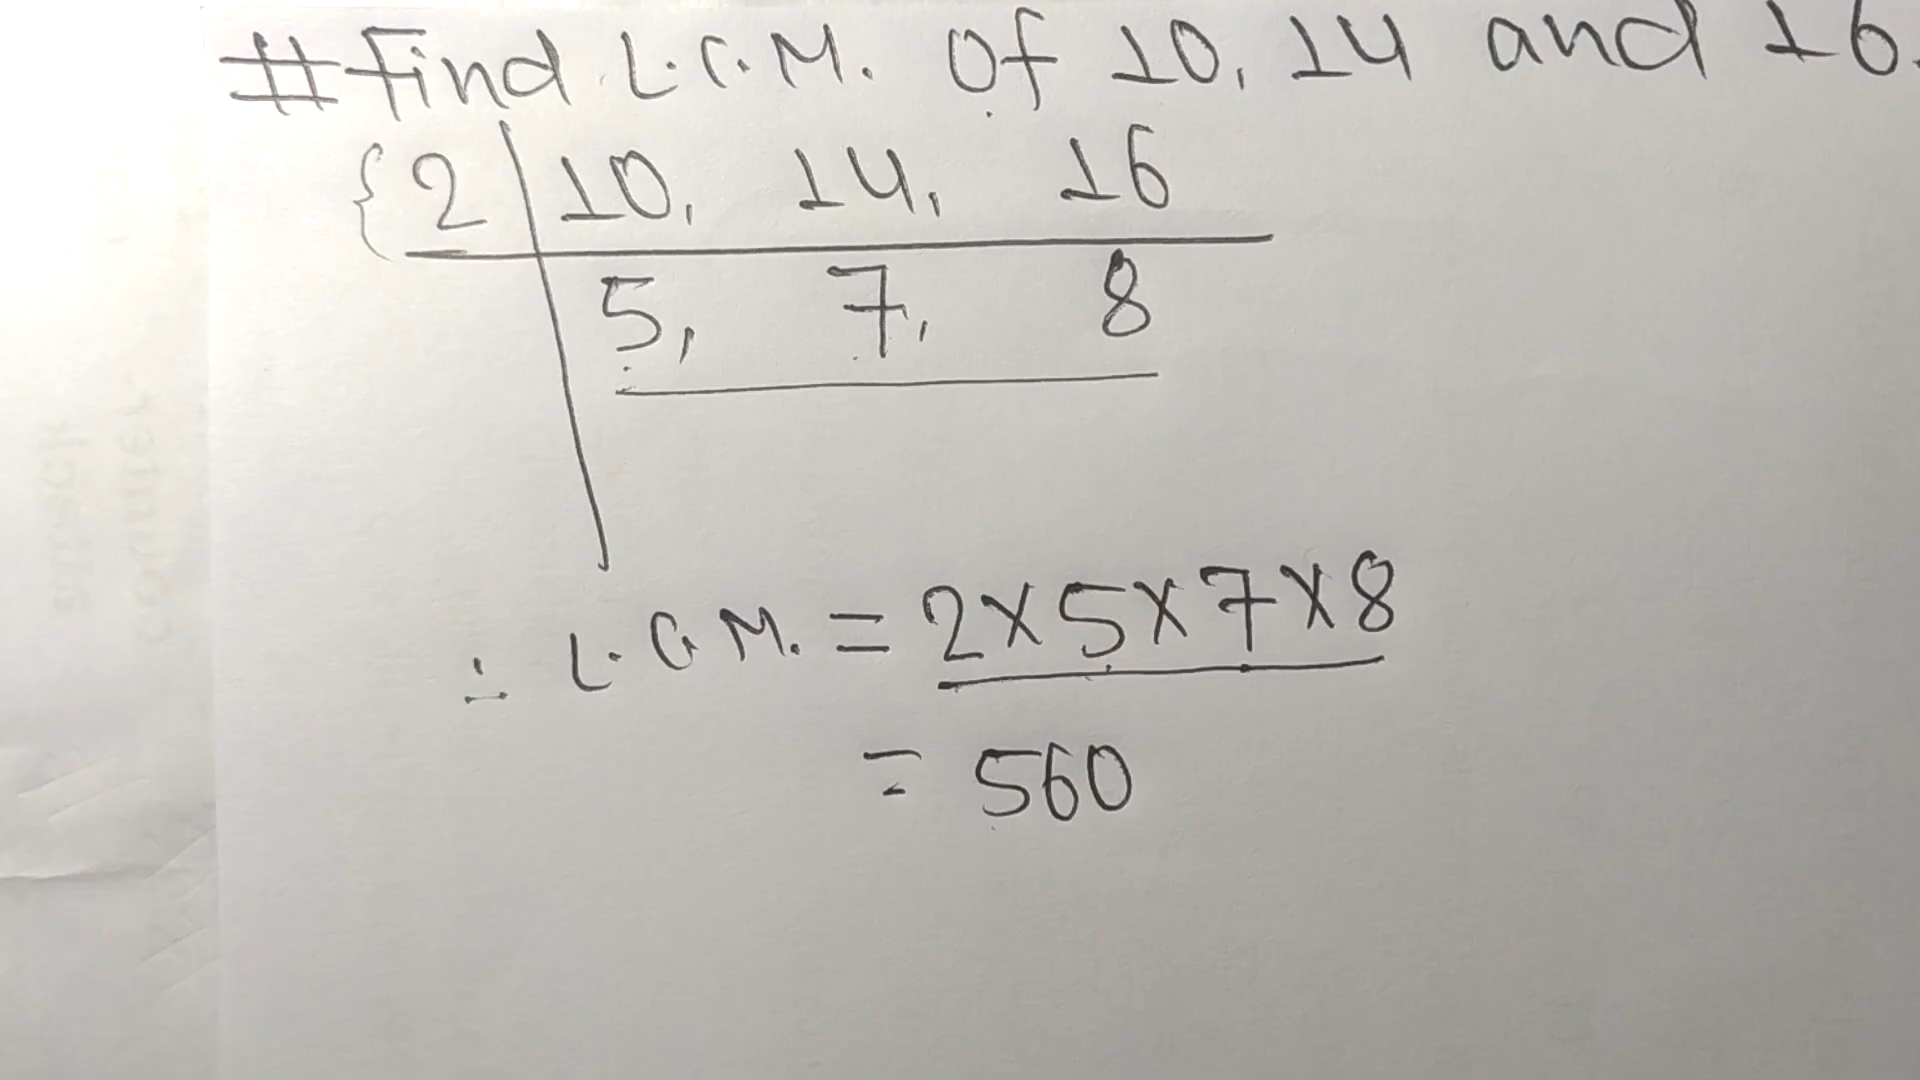 # Find L.C.M. Of 10, 14 and 16.
2 | 10, 14, 16
5, 7, 8
∴ L.C.M. = 2×5×7×8
= 560